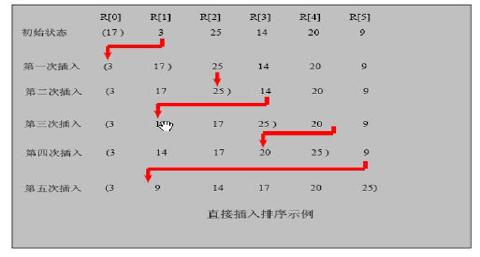 R[0] R[1] R[2] R[3] R[4] R[5]
初始状态 (17) 3 25 14 20 9
第一次插入 (3 17) 25 14 20 9
第二次插入 (3 17 25) 14 20 9
第三次插入 (3 17 25) 20 9
第四次插入 (3 14 17 20 25) 9
第五次插入 (3 9 14 17 20 25)
直接插入排序示例